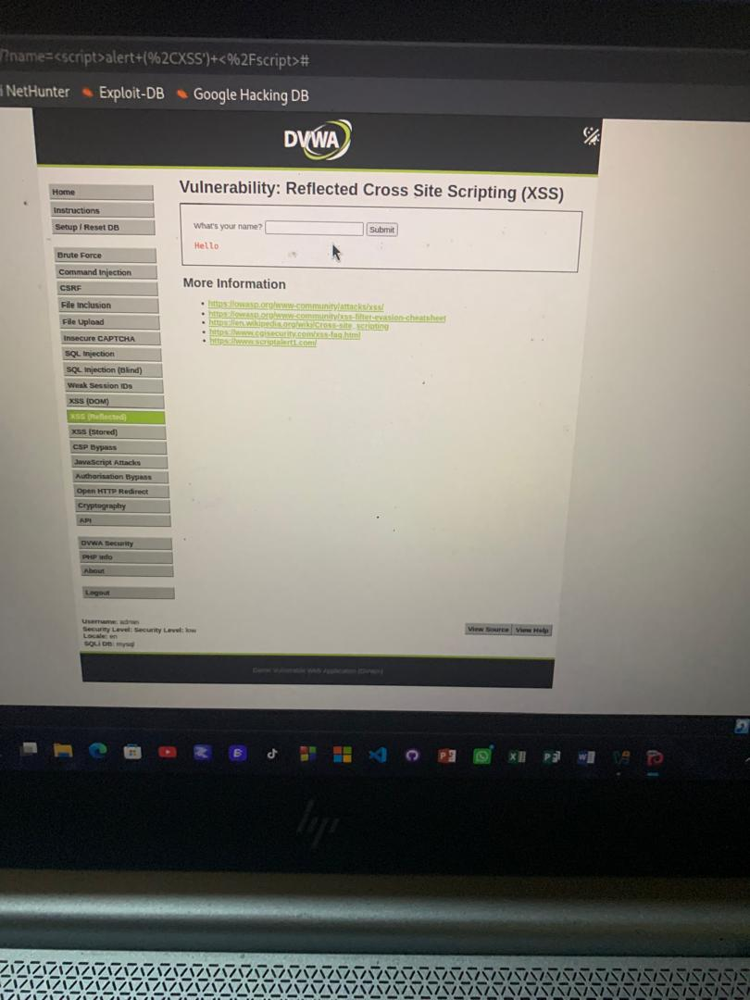 /?name=<script>alert+(%2CXSS')+<%2Fscript>#
i NetHunter Exploit-DB Google Hacking DB
DVWA
Home
Instructions
Setup / Reset DB
Brute Force
Command Injection
CSRF
File Inclusion
File Upload
Insecure CAPTCHA
SQL Injection
SQL Injection (Blind)
Weak Session IDs
XSS (DOM)
XSS (Reflected)
XSS (Stored)
CSP Bypass
JavaScript Attacks
Authorisation Bypass
Open HTTP Redirect
Cryptography
API
DVWA Security
PHP Info
About
Logout
Vulnerability: Reflected Cross Site Scripting (XSS)
What's your name? Submit
Hello
More Information
https://owasp.org/www-community/attacks/xss/
https://owasp.org/www-community/xss-filter-evasion-cheatsheet
https://en.wikipedia.org/wiki/Cross-site_scripting
https://www.cgisecurity.com/xss-faq.html
https://www.scriptalert1.com/
Username: admin
Security Level: Security Level: low
Locale: en
SQLi DB: mysql
View Source View Help
Damn Vulnerable Web Application (DVWA)
hp